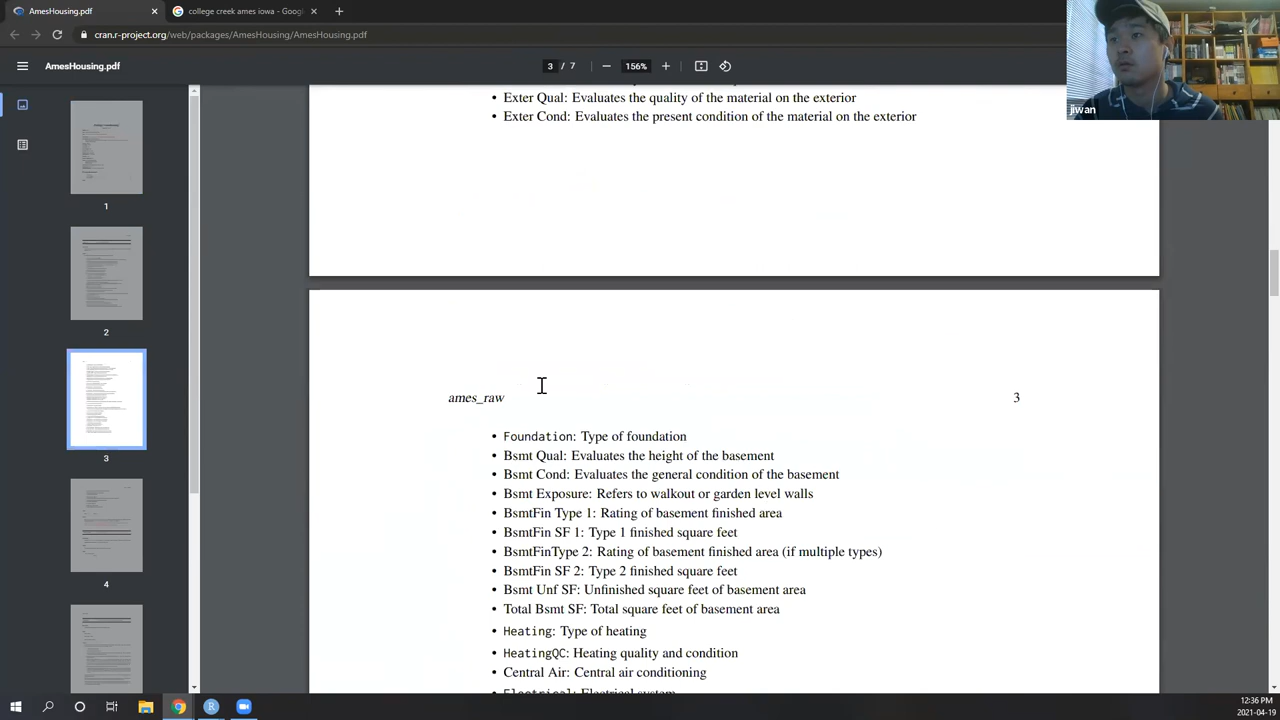 AmesHousing.pdf
college creek ames iowa - Googl
cran.r-project.org/web/packages/AmesHousing/AmesHousing.pdf
AmesHousing.pdf
3 / 7
156%
jiwan
1
2
3
4
• Exter Qual: Evaluates the quality of the material on the exterior
• Exter Cond: Evaluates the present condition of the material on the exterior
ames_raw 3
• Foundation: Type of foundation
• Bsmt Qual: Evaluates the height of the basement
• Bsmt Cond: Evaluates the general condition of the basement
• Bsmt Exposure: Refers to walkout or garden level walls
• BsmtFin Type 1: Rating of basement finished area
• BsmtFin SF 1: Type 1 finished square feet
• BsmtFinType 2: Rating of basement finished area (if multiple types)
• BsmtFin SF 2: Type 2 finished square feet
• Bsmt Unf SF: Unfinished square feet of basement area
• Total Bsmt SF: Total square feet of basement area
• Heating: Type of heating
• HeatingQC: Heating quality and condition
• Central Air: Central air conditioning
• Electrical: Electrical system
12:36 PM
2021-04-19